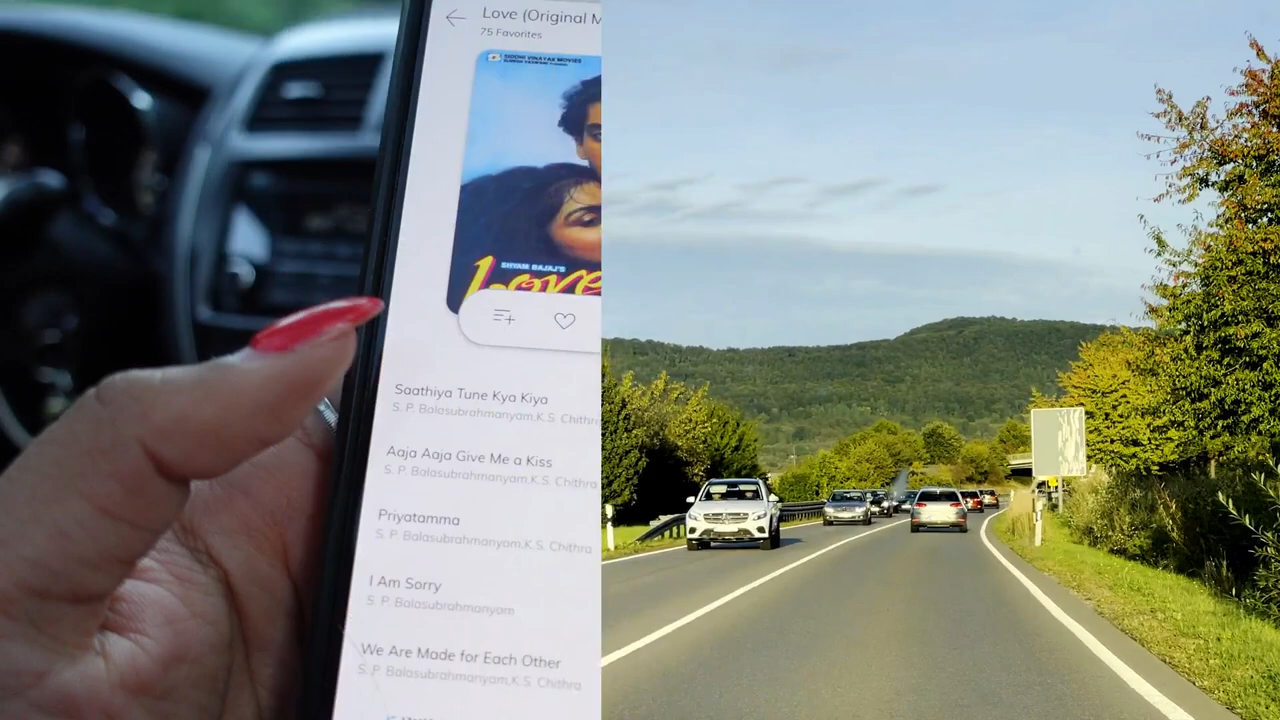 Love (Original M
75 Favorites
SIDDHI VINAYAK MOVIES
SHYAM BAJAJ'S
Love
Saathiya Tune Kya Kiya
S. P. Balasubrahmanyam,K.S. Chithra
Aaja Aaja Give Me a Kiss
S. P. Balasubrahmanyam,K.S. Chithra
Priyatamma
S. P. Balasubrahmanyam,K.S. Chithra
I Am Sorry
S. P. Balasubrahmanyam
We Are Made for Each Other
S. P. Balasubrahmanyam,K.S. Chithra